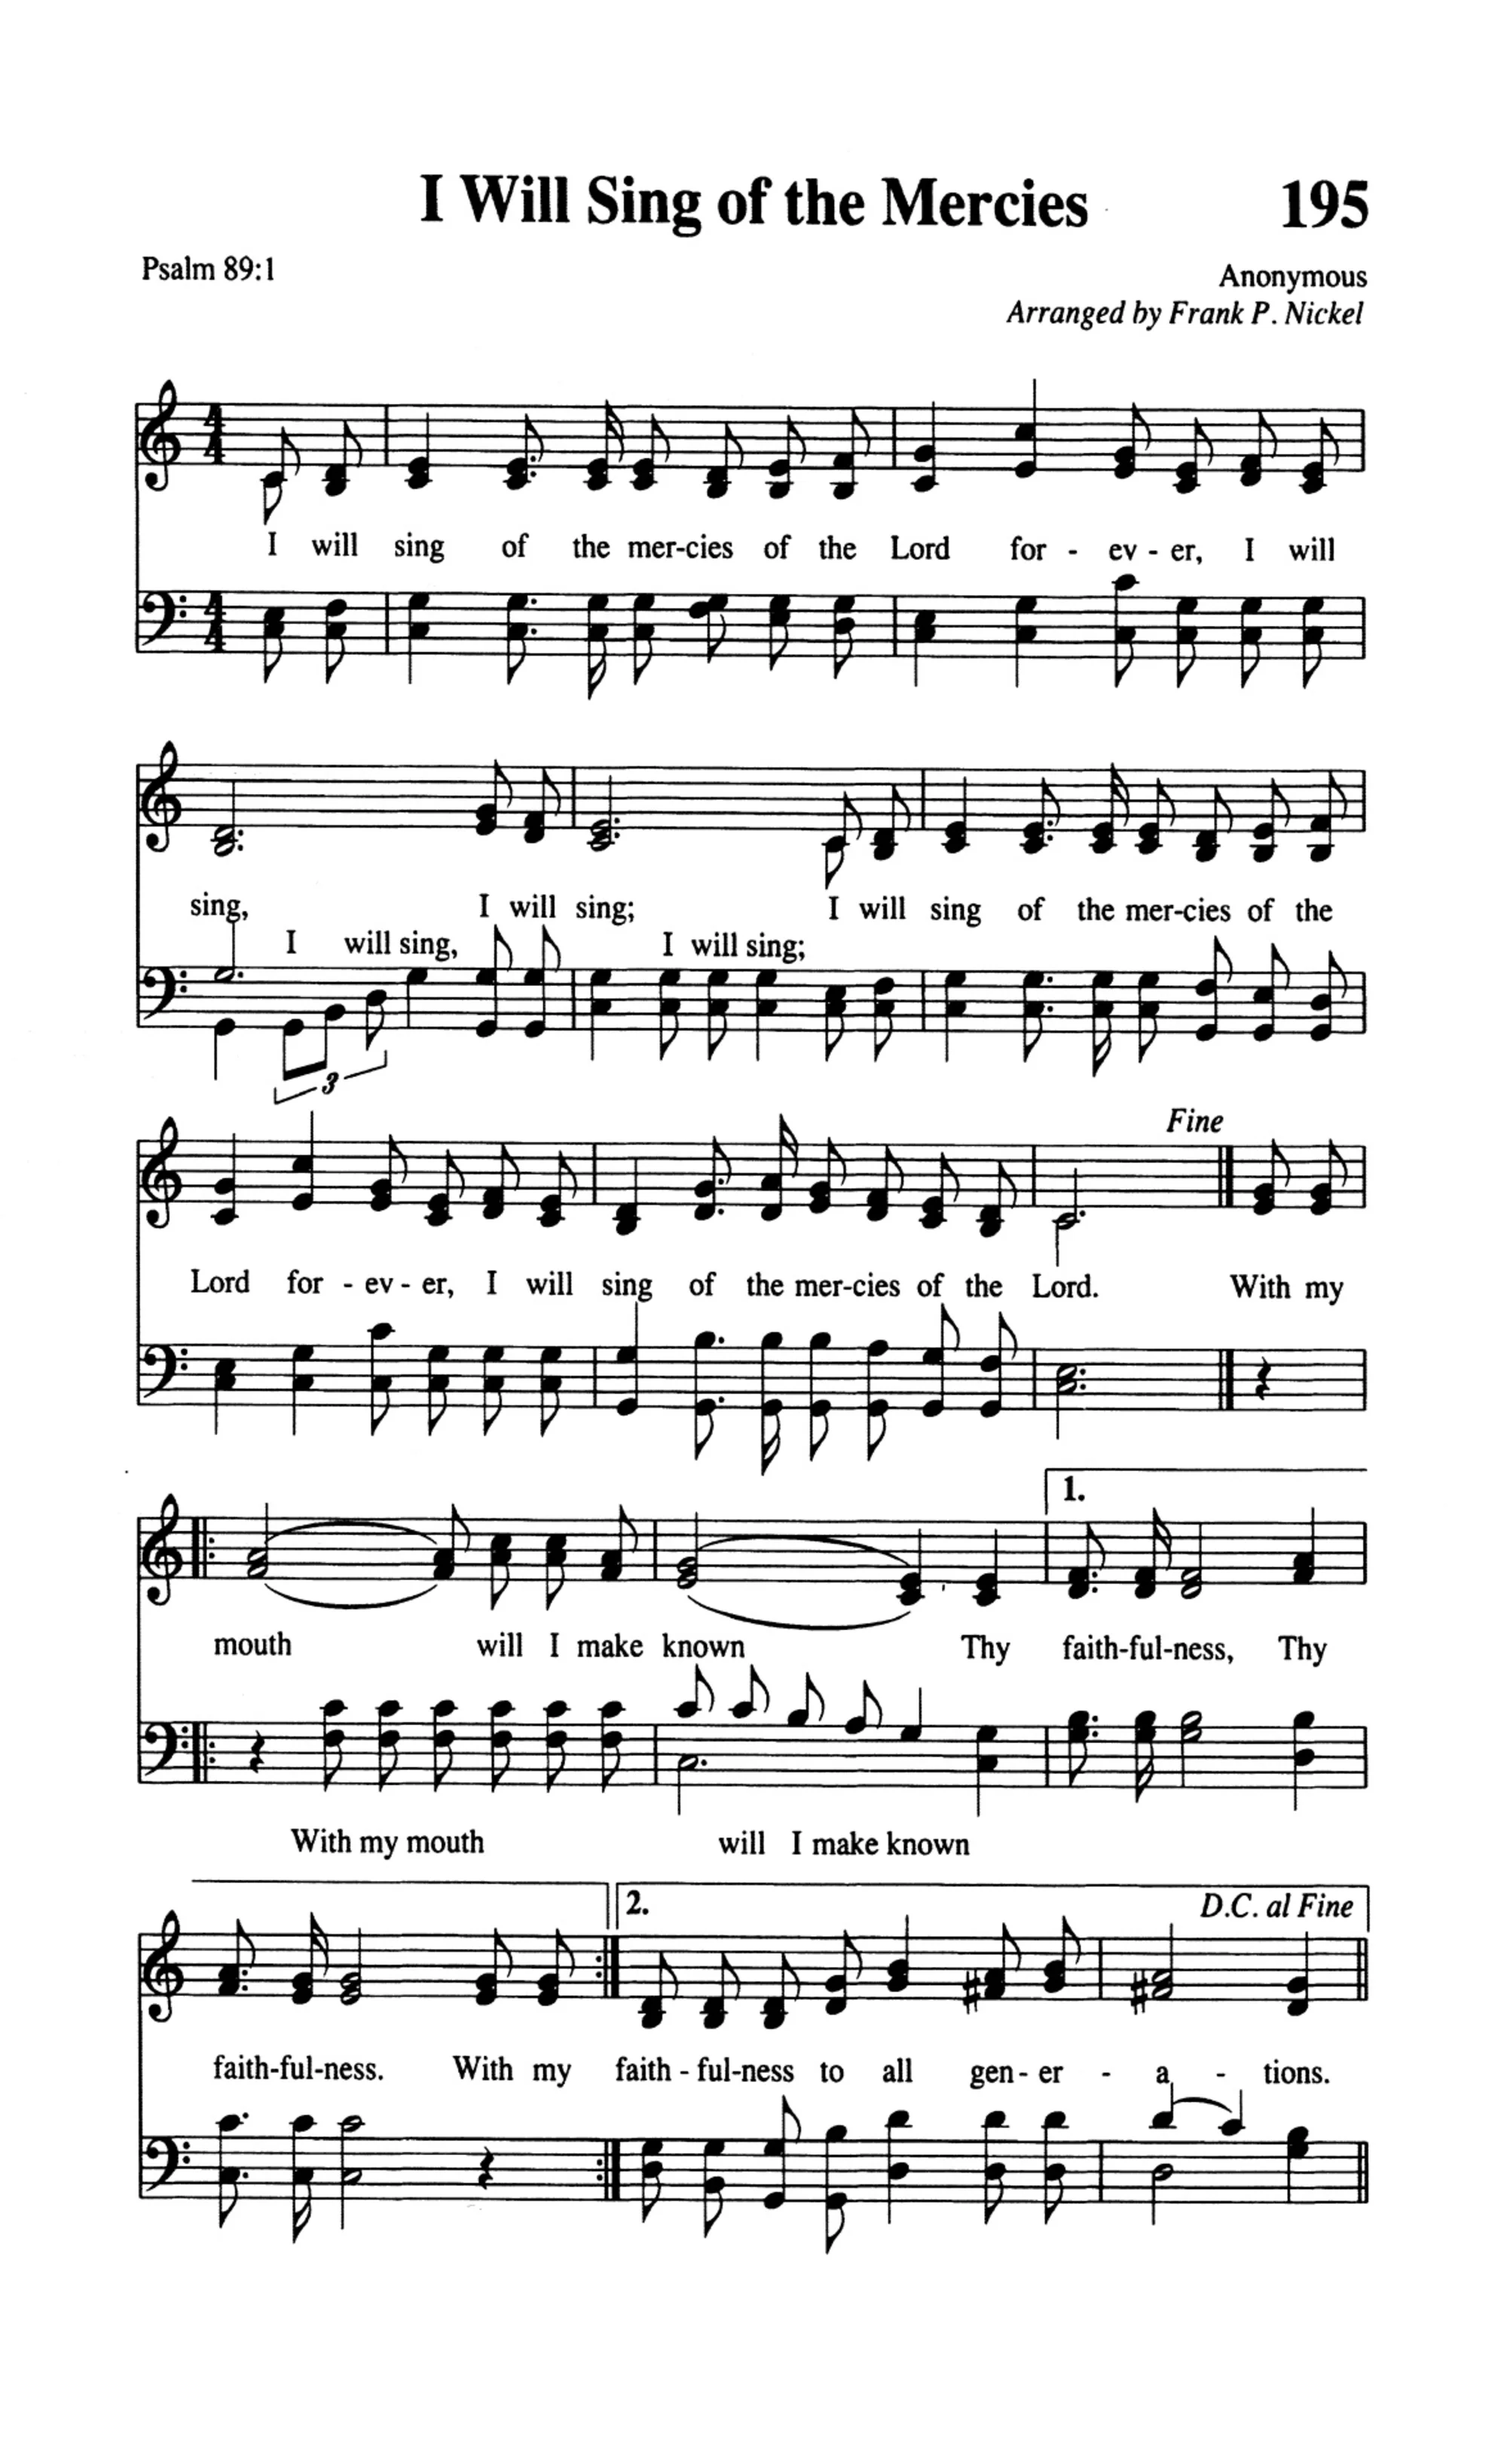 I Will Sing of the Mercies 195
Psalm 89:1
Anonymous
Arranged by Frank P. Nickel
4 4
I will sing of the mer-cies of the Lord for - ev - er, I will
4 4
sing, I will sing; I will sing of the mer-cies of the
I will sing, I will sing;
3
Fine
Lord for - ev - er, I will sing of the mer-cies of the Lord. With my
1.
mouth will I make known Thy faith-ful-ness, Thy
With my mouth will I make known
2. D.C. al Fine
faith-ful-ness. With my faith - ful-ness to all gen - er - a - tions.